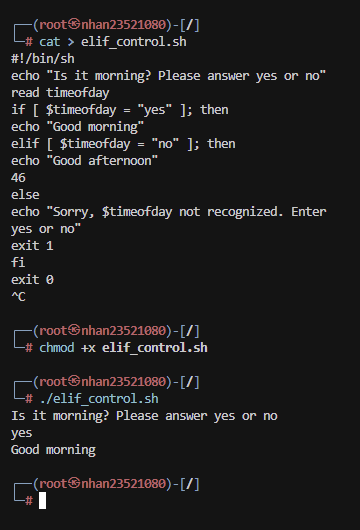 ┌──(root㉿nhan23521080)-[/]
└─# cat > elif_control.sh
#!/bin/sh
echo "Is it morning? Please answer yes or no"
read timeofday
if [ $timeofday = "yes" ]; then
echo "Good morning"
elif [ $timeofday = "no" ]; then
echo "Good afternoon"
46
else
echo "Sorry, $timeofday not recognized. Enter
yes or no"
exit 1
fi
exit 0
^C
┌──(root㉿nhan23521080)-[/]
└─# chmod +x elif_control.sh
┌──(root㉿nhan23521080)-[/]
└─# ./elif_control.sh
Is it morning? Please answer yes or no
yes
Good morning
┌──(root㉿nhan23521080)-[/]
└─#